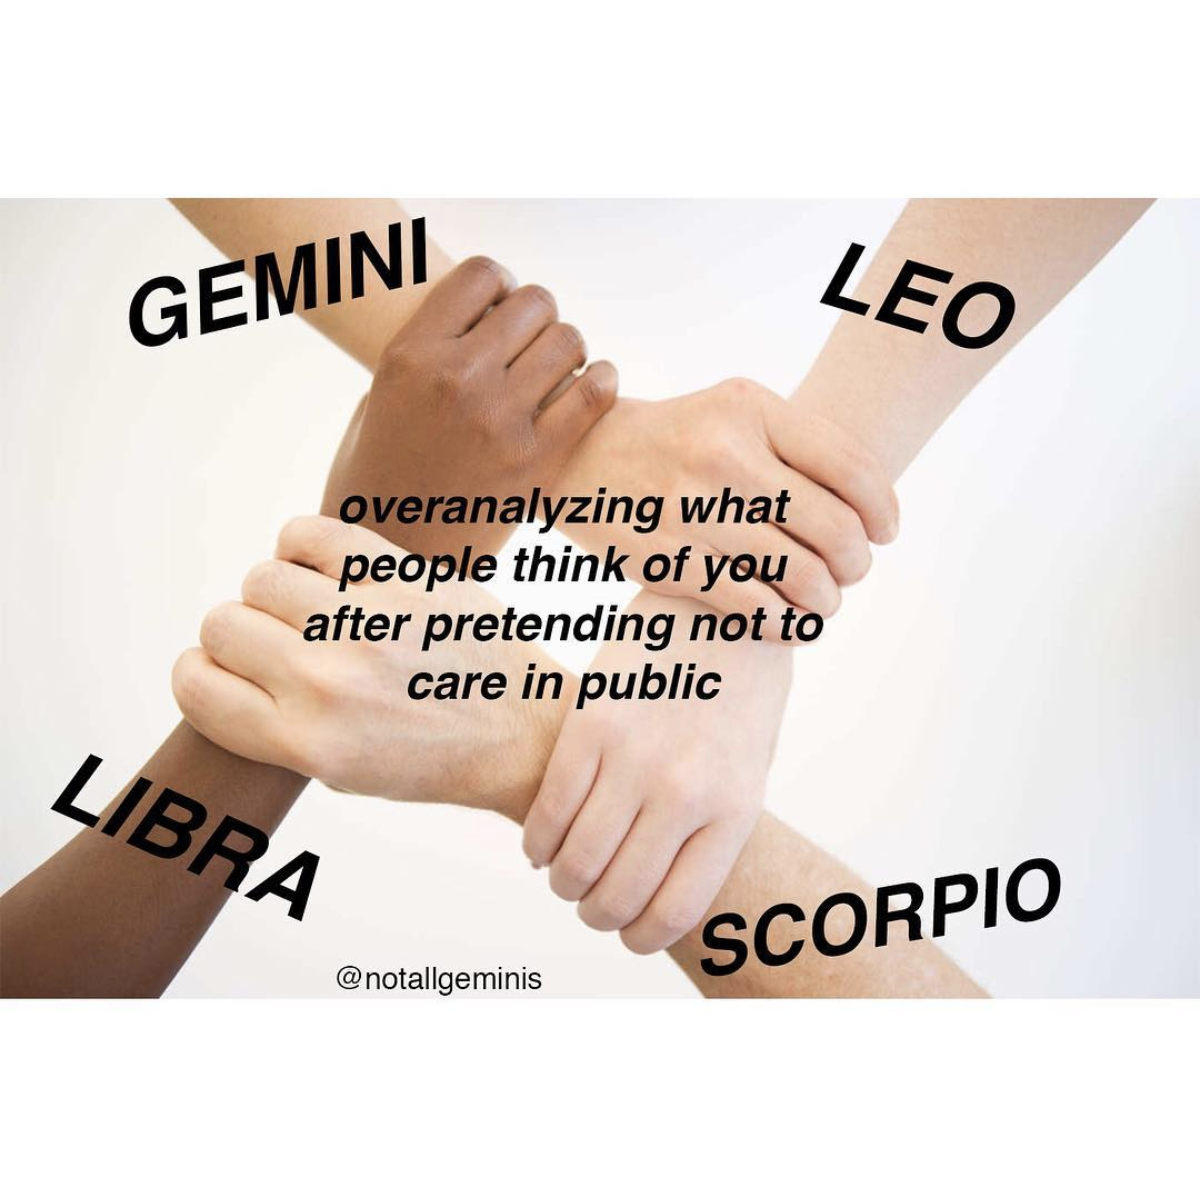 GEMINI
LEO
overanalyzing what
people think of you
after pretending not to
care in public
LIBRA
SCORPIO
@notallgeminis